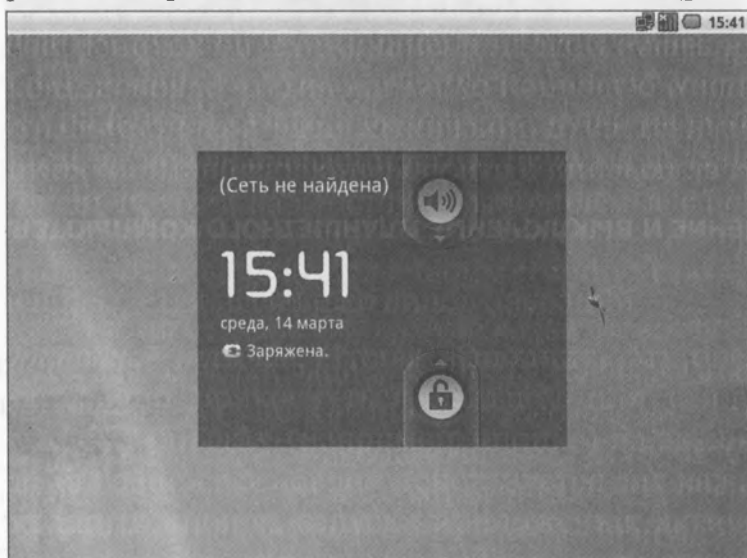 15:41
(Сеть не найдена)
15:41
среда, 14 марта
Заряжена.